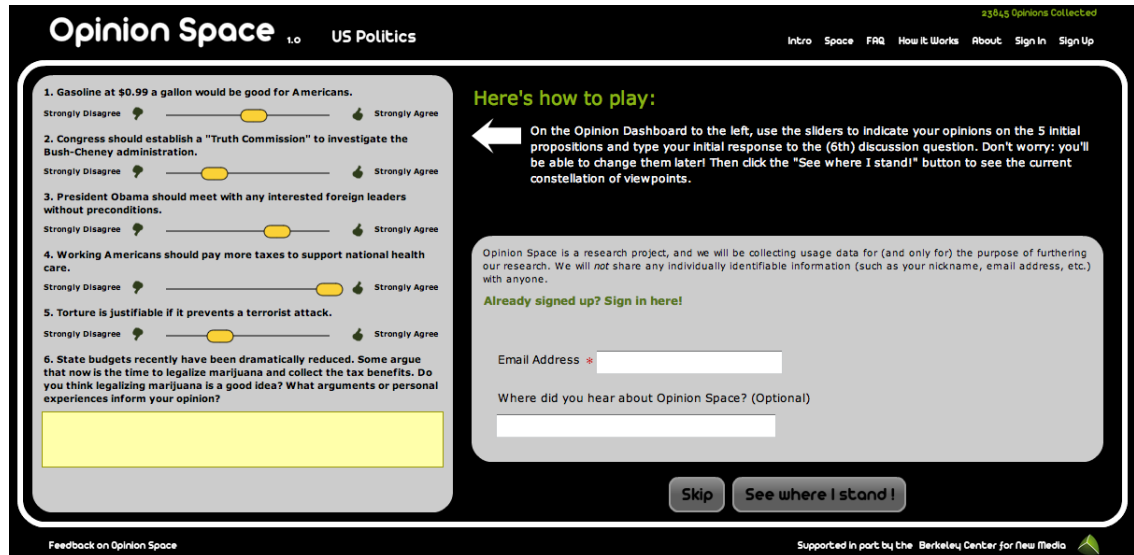 23845 Opinions Collected
Opinion Space 1.0 US Politics
Intro Space FAQ How it Works About Sign In Sign Up
1. Gasoline at $0.99 a gallon would be good for Americans.
Strongly Disagree Strongly Agree
2. Congress should establish a "Truth Commission" to investigate the
Bush-Cheney administration.
Strongly Disagree Strongly Agree
3. President Obama should meet with any interested foreign leaders
without preconditions.
Strongly Disagree Strongly Agree
4. Working Americans should pay more taxes to support national health
care.
Strongly Disagree Strongly Agree
5. Torture is justifiable if it prevents a terrorist attack.
Strongly Disagree Strongly Agree
6. State budgets recently have been dramatically reduced. Some argue
that now is the time to legalize marijuana and collect the tax benefits. Do
you think legalizing marijuana is a good idea? What arguments or personal
experiences inform your opinion?
Here's how to play:
On the Opinion Dashboard to the left, use the sliders to indicate your opinions on the 5 initial
propositions and type your initial response to the (6th) discussion question. Don't worry: you'll
be able to change them later! Then click the "See where I stand!" button to see the current
constellation of viewpoints.
Opinion Space is a research project, and we will be collecting usage data for (and only for) the purpose of furthering
our research. We will not share any individually identifiable information (such as your nickname, email address, etc.)
with anyone.
Already signed up? Sign in here!
Email Address *
Where did you hear about Opinion Space? (Optional)
Skip See where I stand !
Feedback on Opinion Space Supported in part by the Berkeley Center for New Media